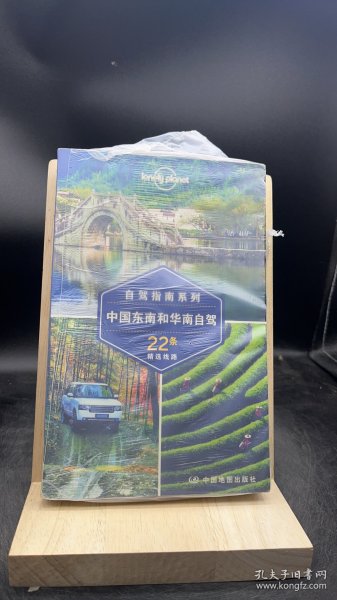 lonely planet
自驾指南系列
中国东南和华南自驾
22条
精选线路
中国地图出版社
孔夫子旧书网
www.kongfz.com